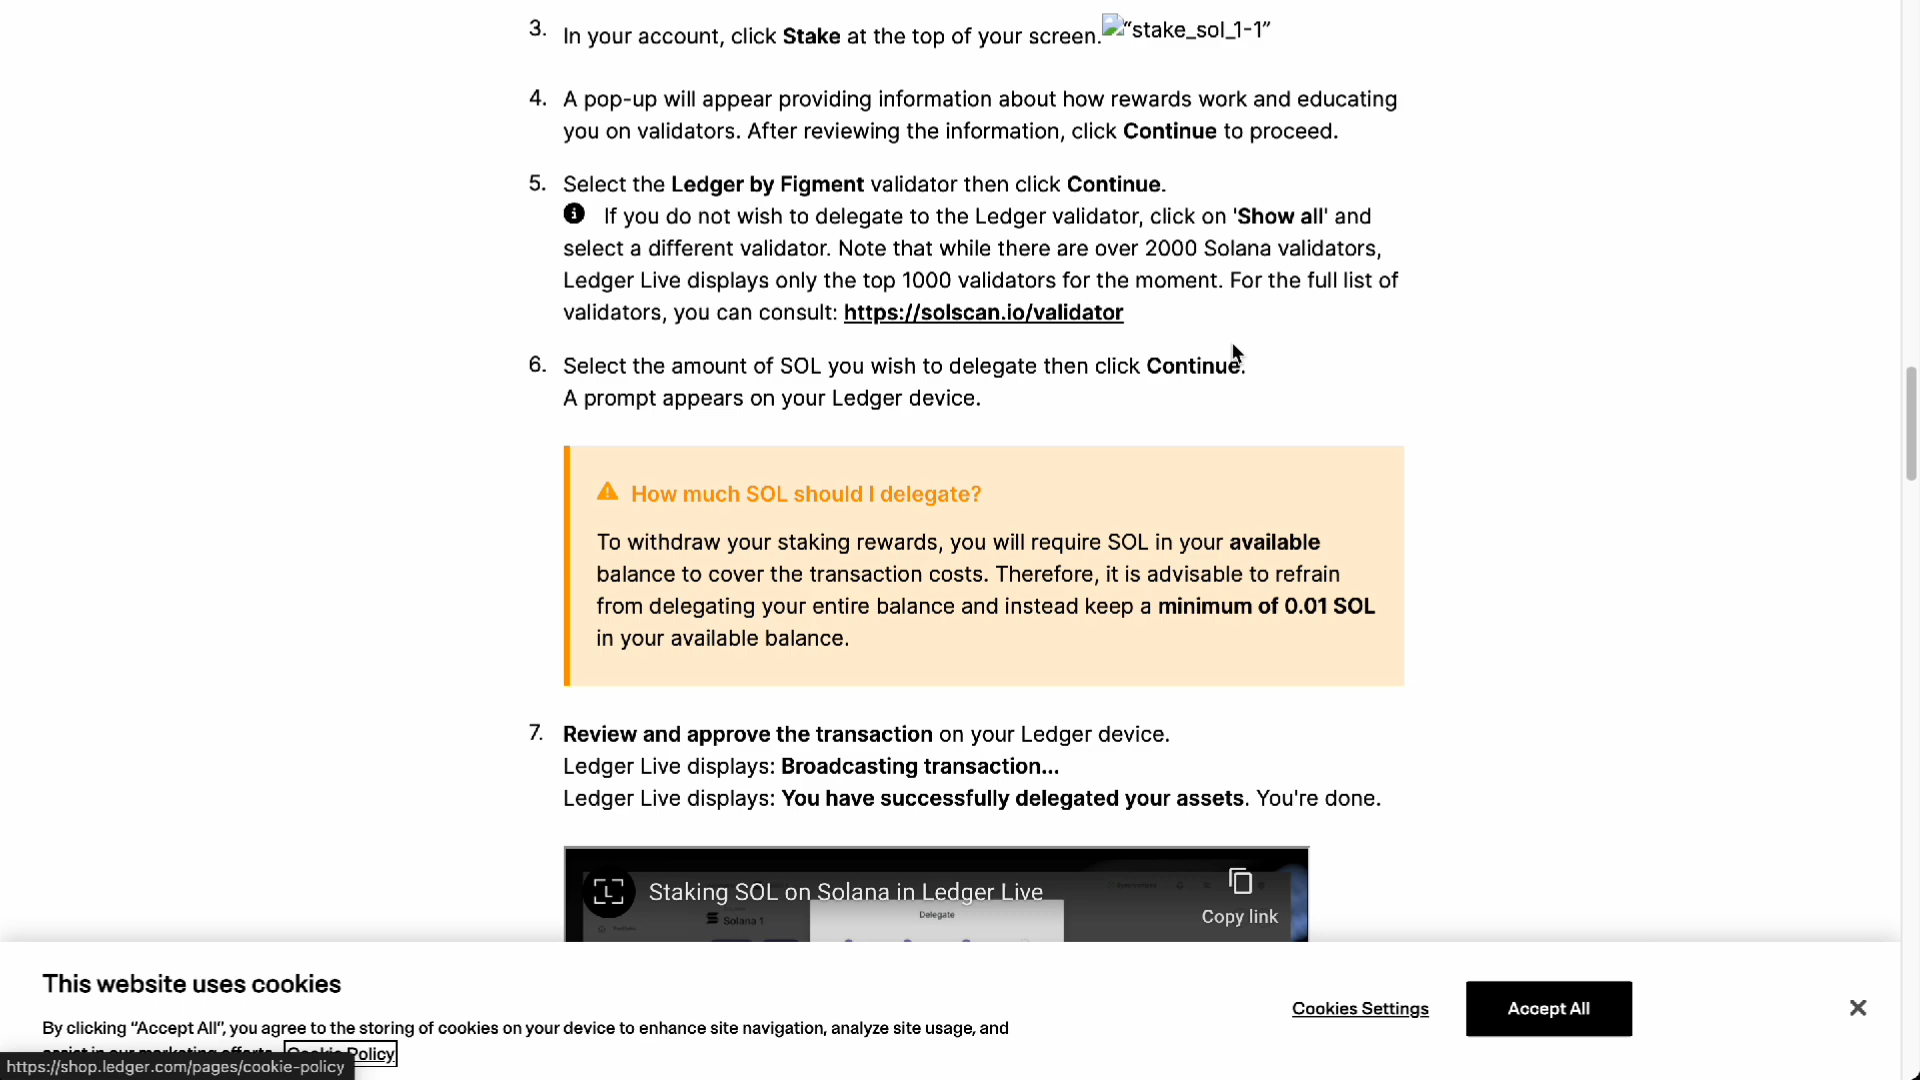 3. In your account, click Stake at the top of your screen. “stake_sol_1-1”
4. A pop-up will appear providing information about how rewards work and educating
you on validators. After reviewing the information, click Continue to proceed.
5. Select the Ledger by Figment validator then click Continue.
If you do not wish to delegate to the Ledger validator, click on 'Show all' and
select a different validator. Note that while there are over 2000 Solana validators,
Ledger Live displays only the top 1000 validators for the moment. For the full list of
validators, you can consult: https://solscan.io/validator
6. Select the amount of SOL you wish to delegate then click Continue.
A prompt appears on your Ledger device.
How much SOL should I delegate?
To withdraw your staking rewards, you will require SOL in your available
balance to cover the transaction costs. Therefore, it is advisable to refrain
from delegating your entire balance and instead keep a minimum of 0.01 SOL
in your available balance.
7. Review and approve the transaction on your Ledger device.
Ledger Live displays: Broadcasting transaction...
Ledger Live displays: You have successfully delegated your assets. You're done.
Staking SOL on Solana in Ledger Live
Copy link
Solana 1
Delegate
This website uses cookies
By clicking “Accept All”, you agree to the storing of cookies on your device to enhance site navigation, analyze site usage, and
Cookie Policy
Cookies Settings
Accept All
https://shop.ledger.com/pages/cookie-policy